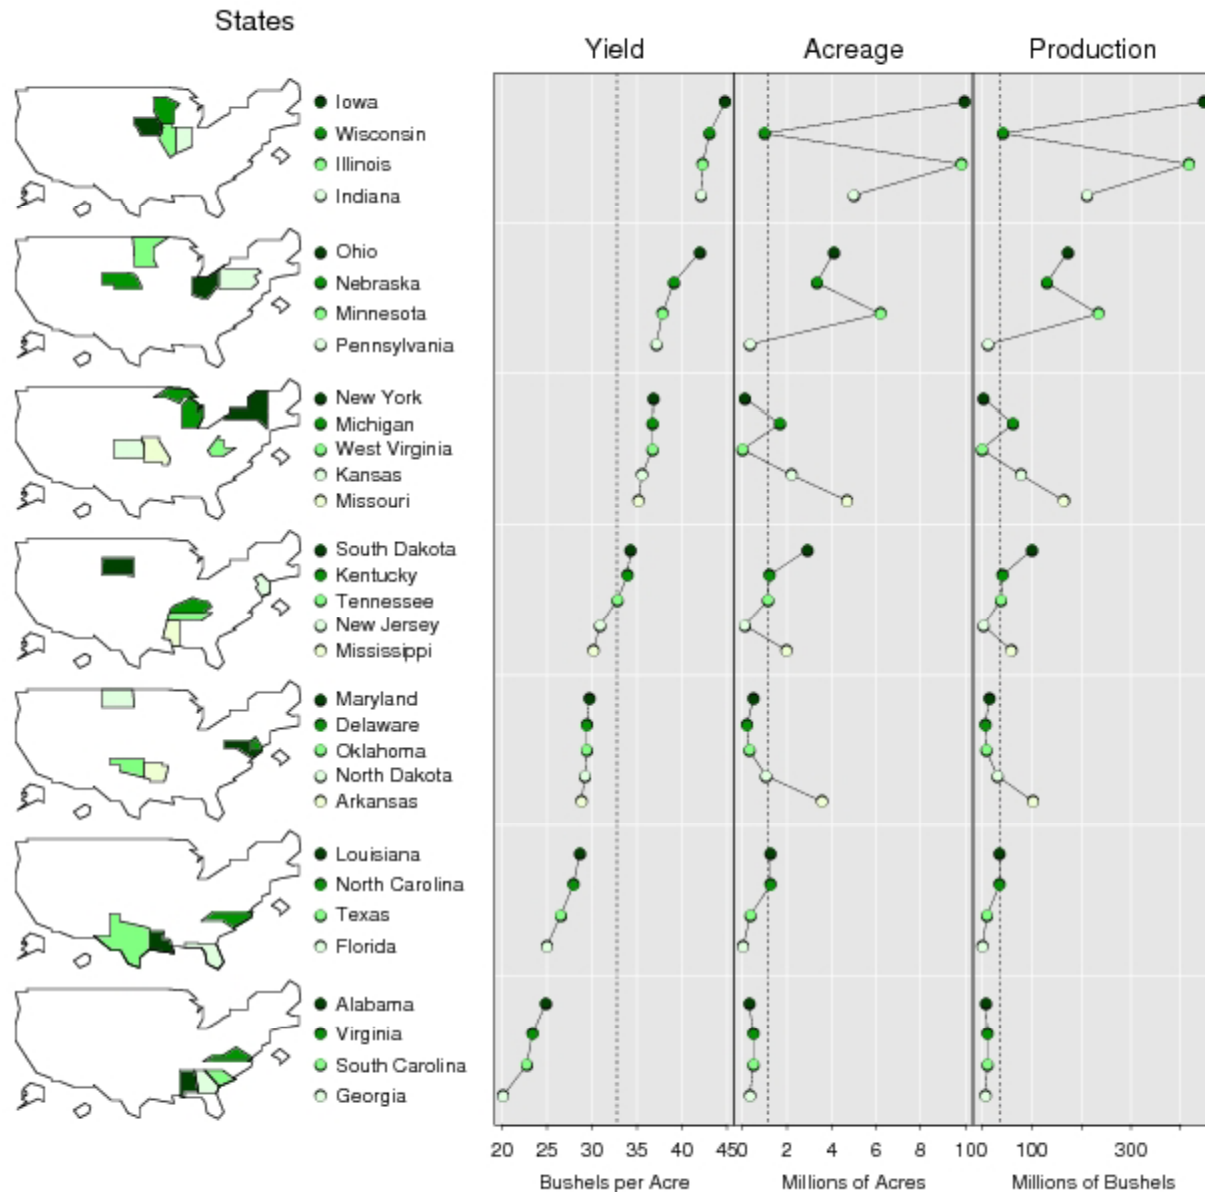 States
Yield Acreage Production
Iowa
Wisconsin
Illinois
Indiana
Ohio
Nebraska
Minnesota
Pennsylvania
New York
Michigan
West Virginia
Kansas
Missouri
South Dakota
Kentucky
Tennessee
New Jersey
Mississippi
Maryland
Delaware
Oklahoma
North Dakota
Arkansas
Louisiana
North Carolina
Texas
Florida
Alabama
Virginia
South Carolina
Georgia
20 25 30 35 40 45 0 2 4 6 8 10 0 100 300
Bushels per Acre Millions of Acres Millions of Bushels